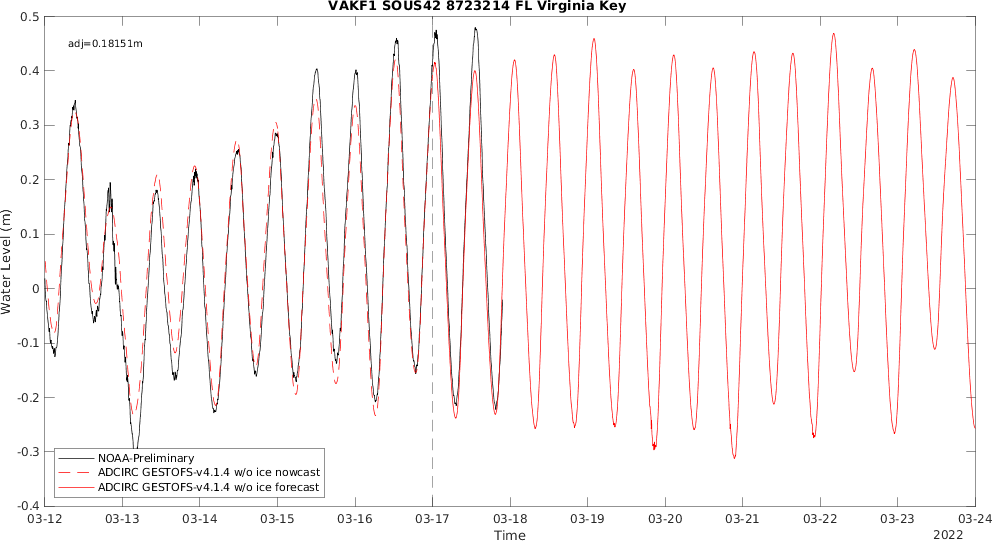 VAKF1 SOUS42 8723214 FL Virginia Key
adj=0.18151m
Water Level (m)
0.5
0.4
0.3
0.2
0.1
0
-0.1
-0.2
-0.3
-0.4
NOAA-Preliminary
ADCIRC GESTOFS-v4.1.4 w/o ice nowcast
ADCIRC GESTOFS-v4.1.4 w/o ice forecast
03-12 03-13 03-14 03-15 03-16 03-17 03-18 03-19 03-20 03-21 03-22 03-23 03-24
Time
2022